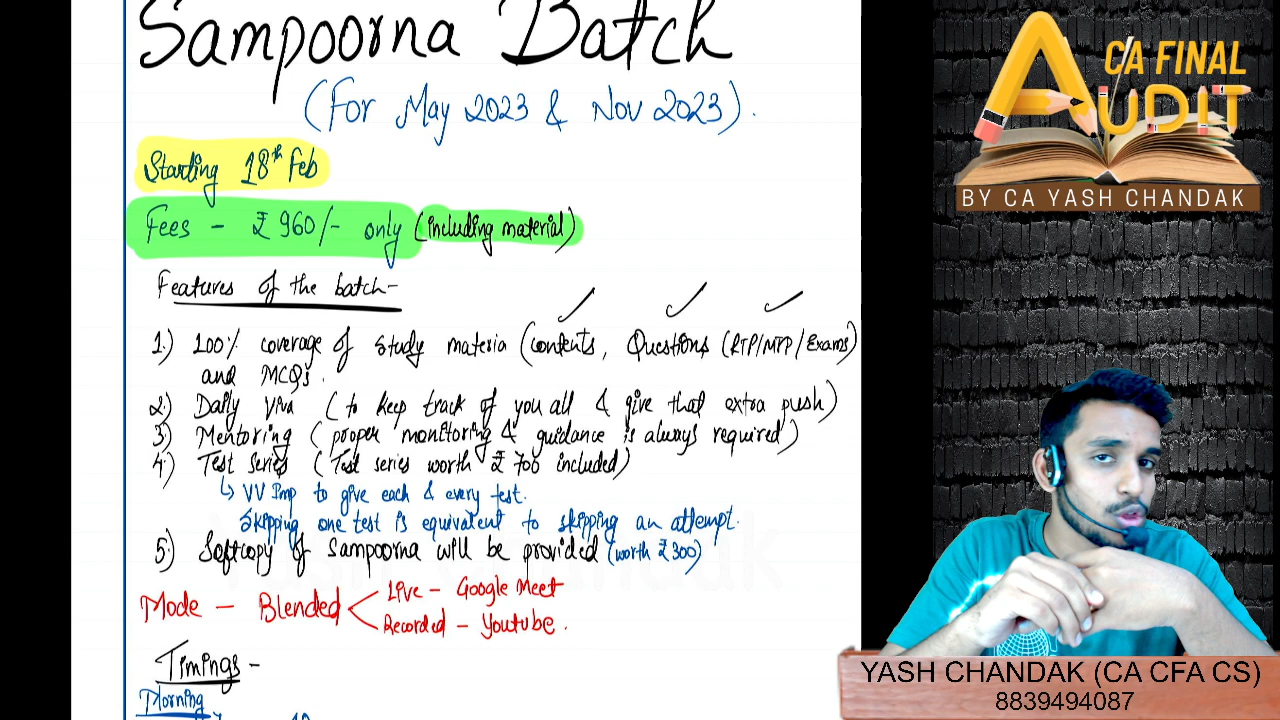 Sampoorna Batch
(For May 2023 & Nov 2023).
Starting 18th Feb
Fees - ₹ 960/- only (including material)
Features of the batch-
1.) 100% coverage of study materia (contents, Questions (RTP/MTP/Exams)
and MCQ's.
2.) Daily Viva (to keep track of you all & give that extra push)
3.) Mentoring (proper monitoring & guidance is always required)
4.) Test Series (Test series worth ₹ 700 included)
↳ VV Imp to give each & every test.
Skipping one test is equivalent to skipping an attempt.
5.) Softcopy of Sampoorna will be provided (worth ₹300)
Mode - Blended < Live - Google Meet
Recorded - Youtube.
Timings -
Morning
CA FINAL
AUDIT
BY CA YASH CHANDAK
YASH CHANDAK (CA CFA CS)
8839494087